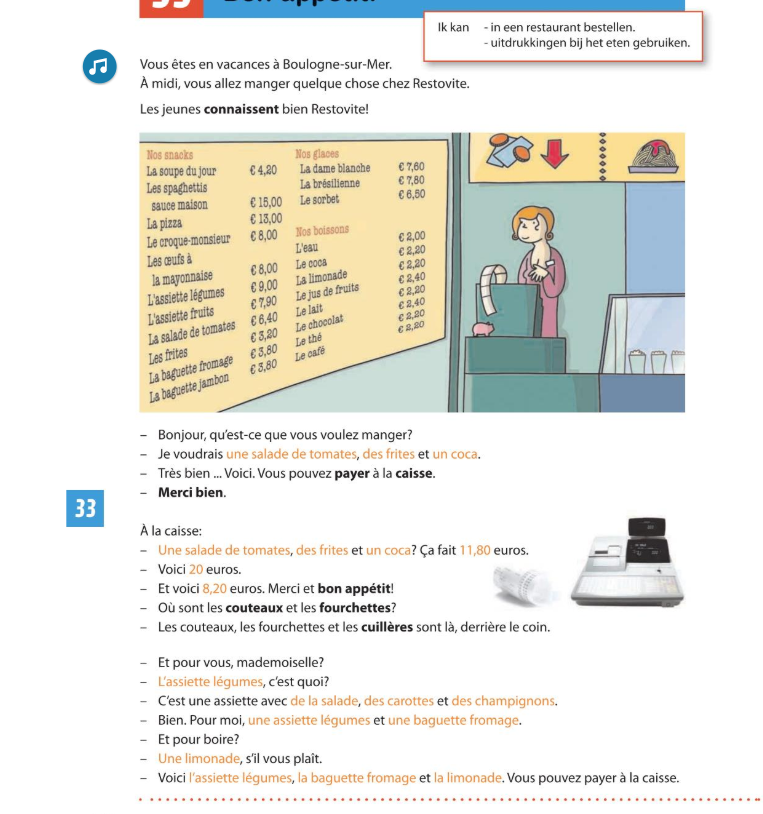 33 Bon appétit!
Ik kan - in een restaurant bestellen.
- uitdrukkingen bij het eten gebruiken.
Vous êtes en vacances à Boulogne-sur-Mer.
À midi, vous allez manger quelque chose chez Restovite.
Les jeunes connaissent bien Restovite!
Nos snacks
La soupe du jour € 4,20
Les spaghettis
sauce maison € 15,00
La pizza € 13,00
Le croque-monsieur € 8,00
Les œufs à
la mayonnaise € 8,00
L'assiette légumes € 9,00
L'assiette fruits € 7,90
La salade de tomates € 6,40
Les frites € 3,20
La baguette fromage € 3,80
La baguette jambon € 3,80
Nos glaces
La dame blanche € 7,60
La brésilienne € 7,80
Le sorbet € 6,50
Nos boissons
L'eau € 2,00
Le coca € 2,20
La limonade € 2,20
Le jus de fruits € 2,40
Le lait € 2,20
Le chocolat € 2,40
Le thé € 2,20
Le café € 2,20
– Bonjour, qu'est-ce que vous voulez manger?
– Je voudrais une salade de tomates, des frites et un coca.
– Très bien ... Voici. Vous pouvez payer à la caisse.
– Merci bien.
33
À la caisse:
– Une salade de tomates, des frites et un coca? Ça fait 11,80 euros.
– Voici 20 euros.
– Et voici 8,20 euros. Merci et bon appétit!
– Où sont les couteaux et les fourchettes?
– Les couteaux, les fourchettes et les cuillères sont là, derrière le coin.
– Et pour vous, mademoiselle?
– L'assiette légumes, c'est quoi?
– C'est une assiette avec de la salade, des carottes et des champignons.
– Bien. Pour moi, une assiette légumes et une baguette fromage.
– Et pour boire?
– Une limonade, s'il vous plaît.
– Voici l'assiette légumes, la baguette fromage et la limonade. Vous pouvez payer à la caisse.